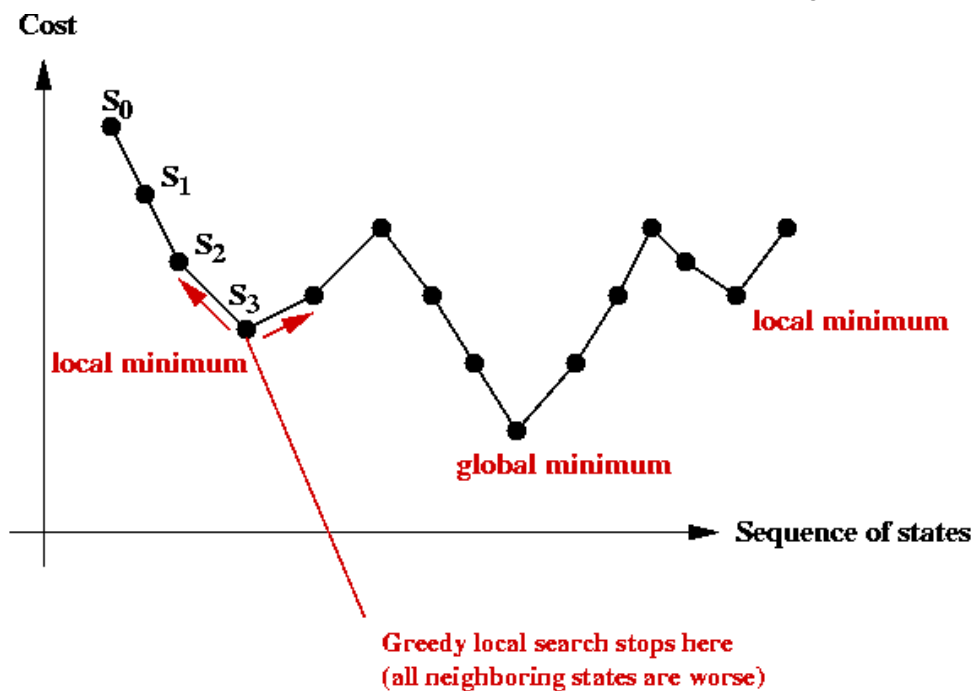 Cost
S0
S1
S2
S3
local minimum
local minimum
global minimum
Sequence of states
Greedy local search stops here
(all neighboring states are worse)